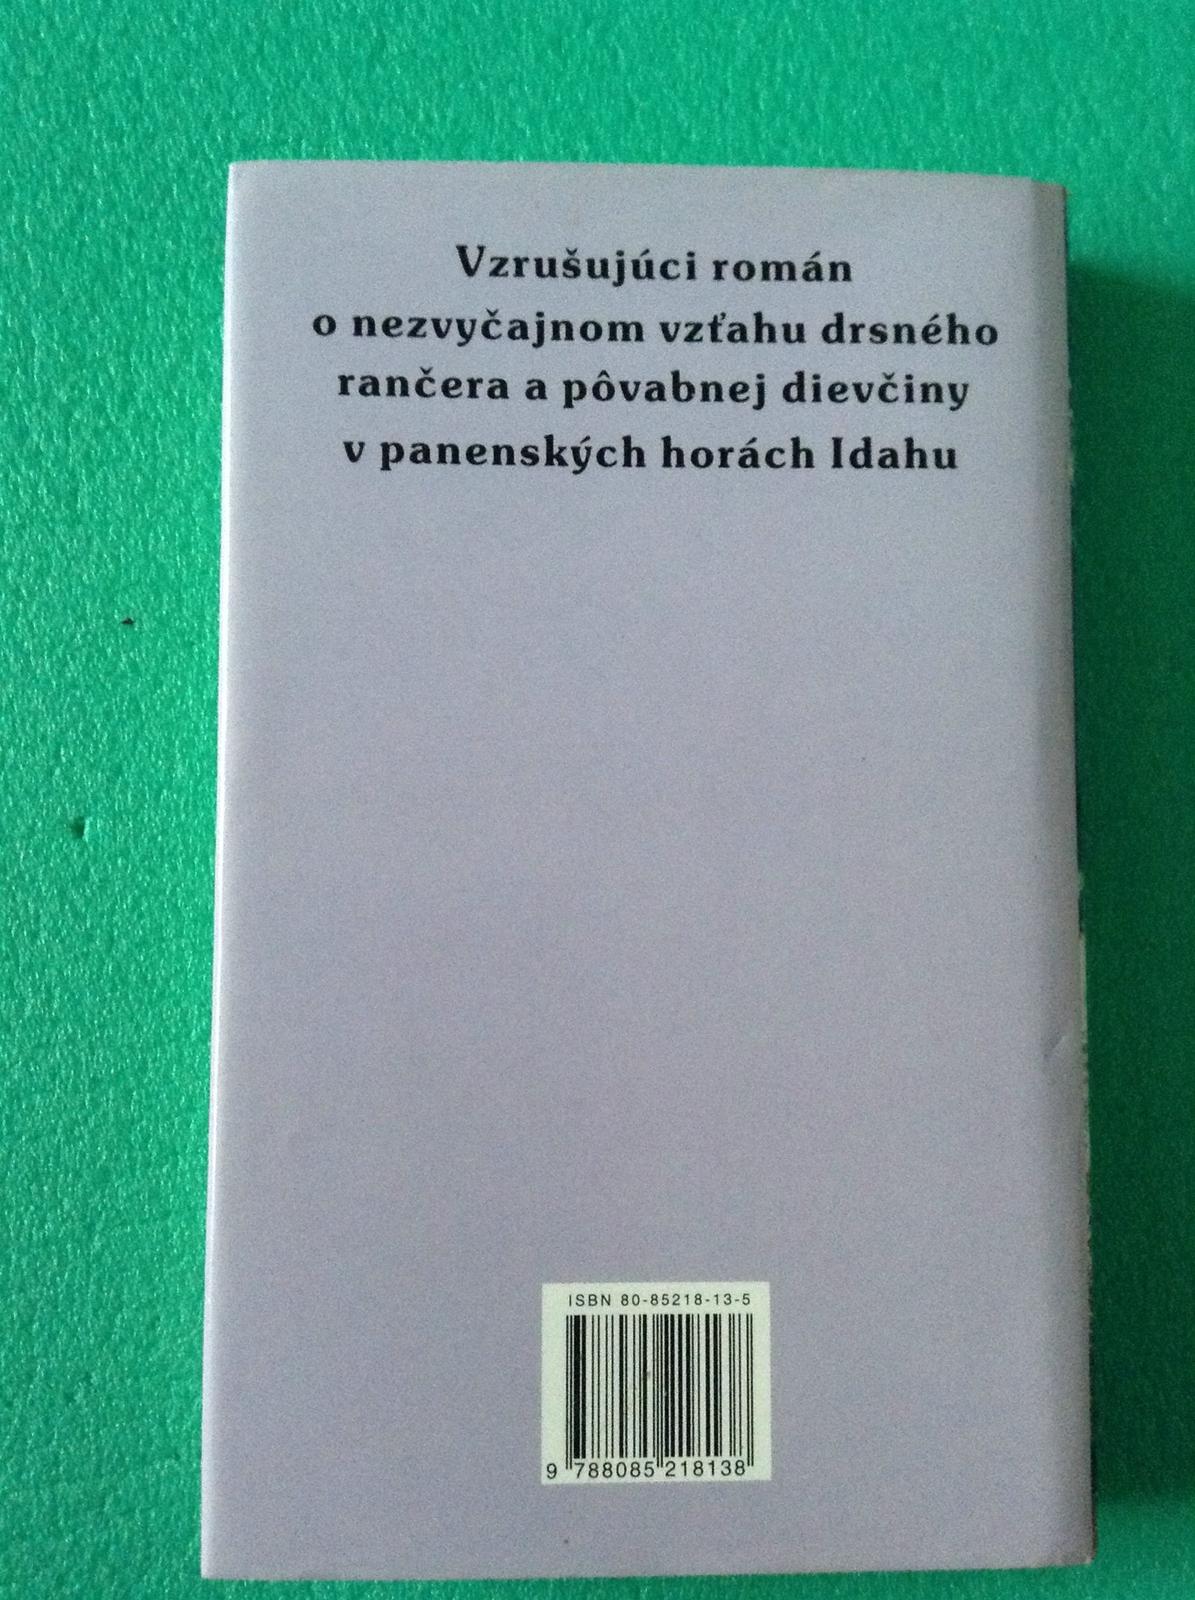 Vzrušujúci román
o nezvyčajnom vzťahu drsného
rančera a pôvabnej dievčiny
v panenských horách Idahu
ISBN 80-85218-13-5
9 788085 218138